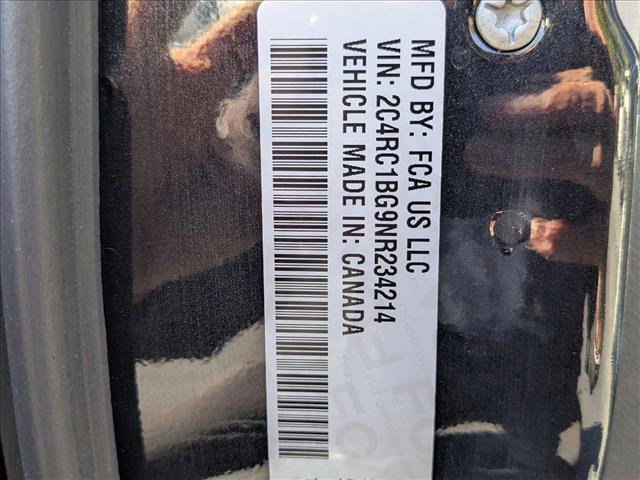 MFD BY: FCA US LLC
VIN: 2C4RC1BG9NR234214
VEHICLE MADE IN: CANADA